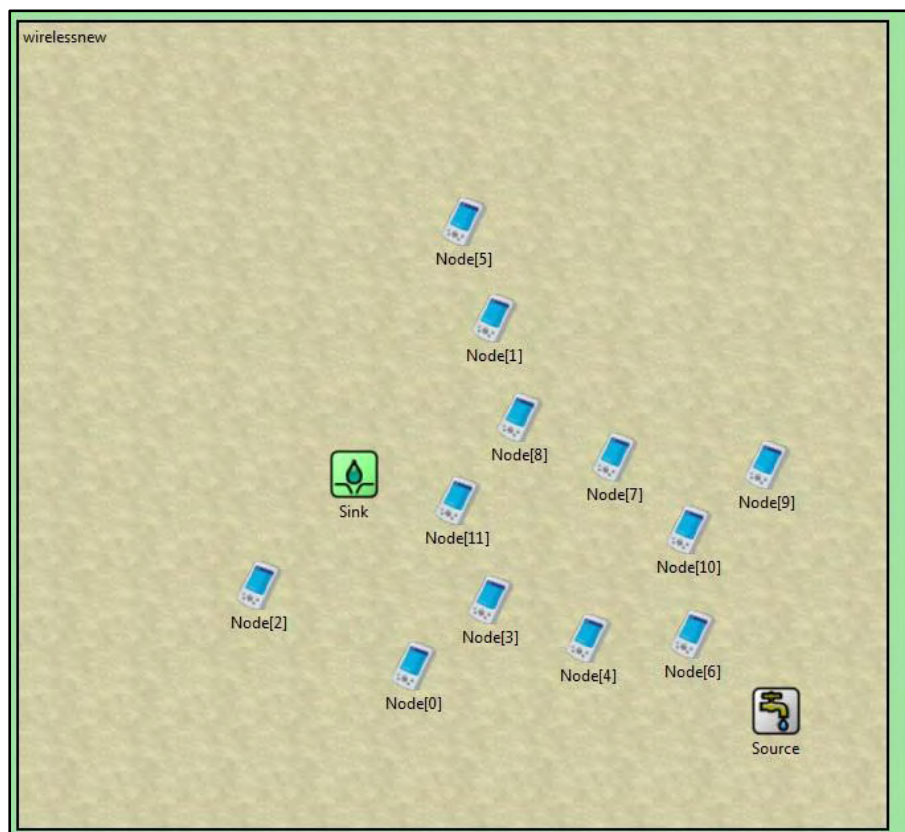 wirelessnew
Node[5]
Node[1]
Node[8]
Node[7]
Node[9]
Sink
Node[11]
Node[10]
Node[2]
Node[3]
Node[4]
Node[6]
Node[0]
Source